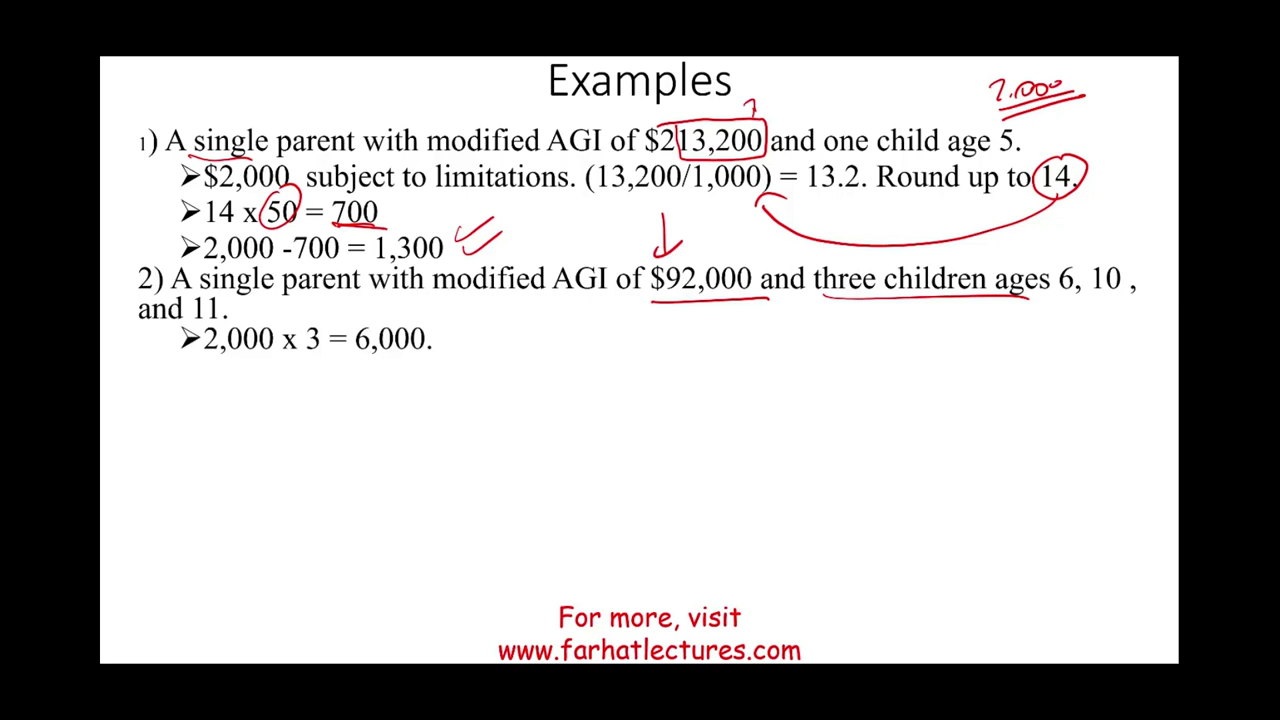 Examples
2.000
1) A single parent with modified AGI of $213,200 and one child age 5.
➢$2,000, subject to limitations. (13,200/1,000) = 13.2. Round up to 14.
➢14 x 50 = 700
➢2,000 -700 = 1,300
2) A single parent with modified AGI of $92,000 and three children ages 6, 10 ,
and 11.
➢2,000 x 3 = 6,000.
For more, visit
www.farhatlectures.com